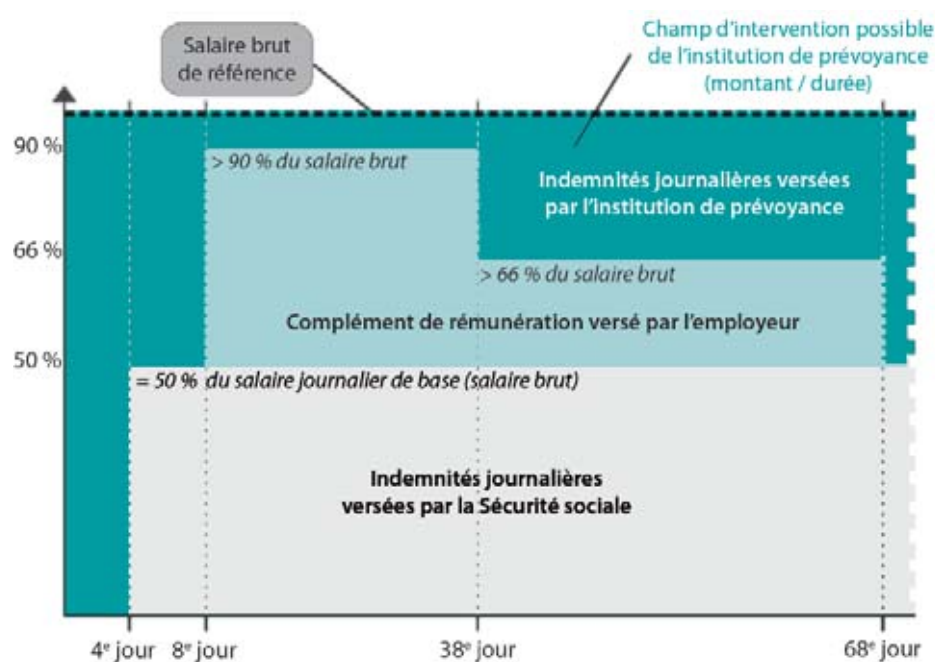 Salaire brut
de référence
Champ d'intervention possible
de l'institution de prévoyance
(montant / durée)
90 %
> 90 % du salaire brut
Indemnités journalières versées
par l'institution de prévoyance
66 %
> 66 % du salaire brut
Complément de rémunération versé par l'employeur
50 %
= 50 % du salaire journalier de base (salaire brut)
Indemnités journalières
versées par la Sécurité sociale
4e jour 8e jour 38e jour 68e jour